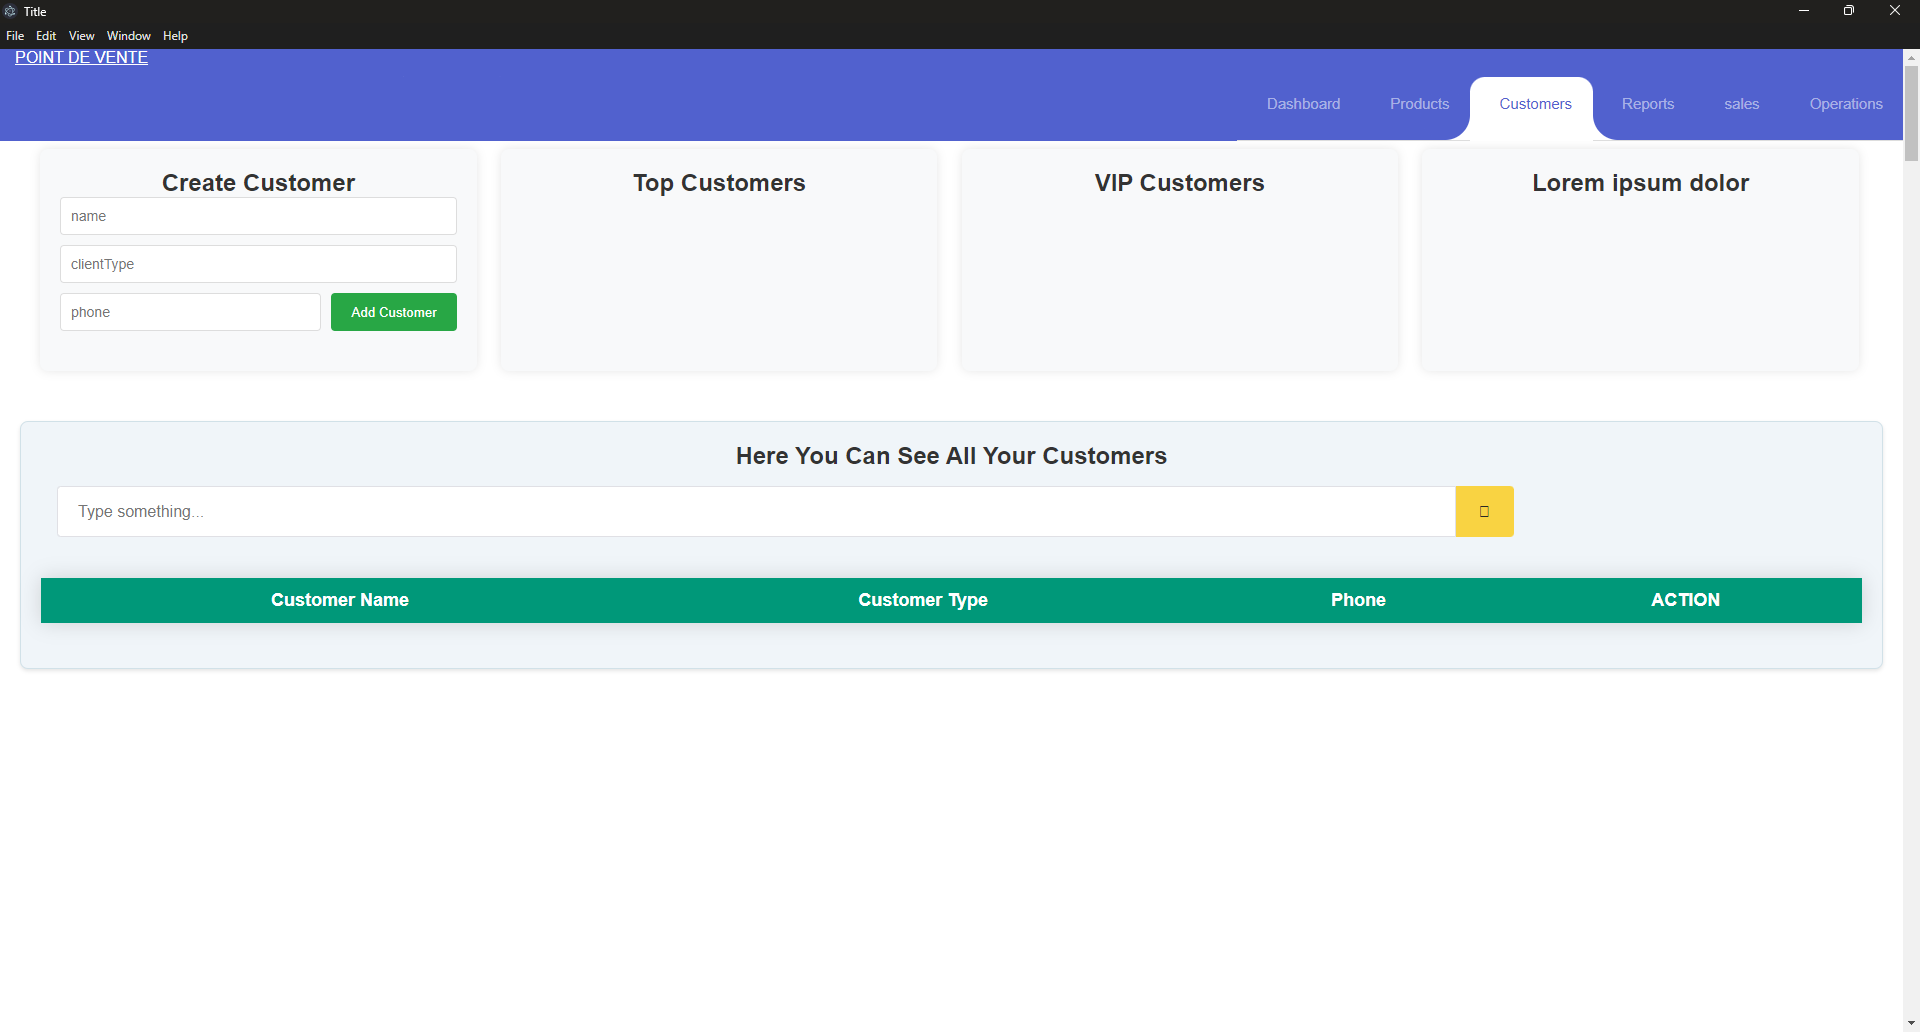 Title
File Edit View Window Help
POINT DE VENTE
Dashboard Products Customers Reports sales Operations
Create Customer
name
clientType
phone
Add Customer
Top Customers
VIP Customers
Lorem ipsum dolor
Here You Can See All Your Customers
Type something...
Customer Name Customer Type Phone ACTION